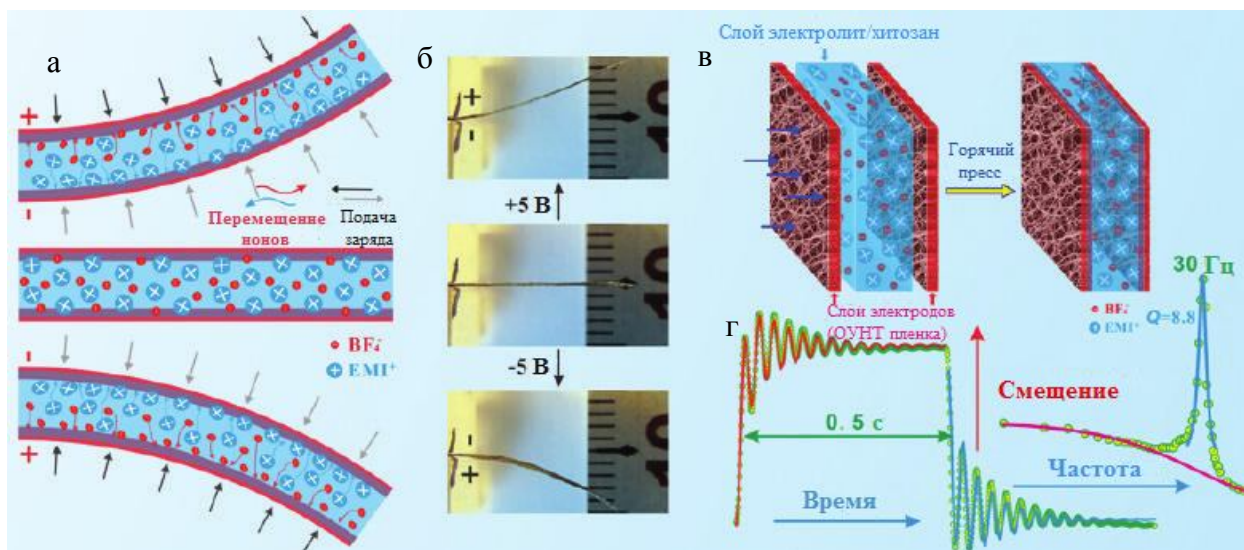 а
+
-
Перемещение
ионов
Подача
заряда
BF₄⁻
EMI⁺
-
+
б
+
-
+5 В
-5 В
-
+
в
Слой электролит/хитозан
Горячий
пресс
Слой электродов
(ОУНТ пленка)
BF₄⁻
EMI⁺
г
0. 5 с
Время
Смещение
Частота
30 Гц
Q=8.8